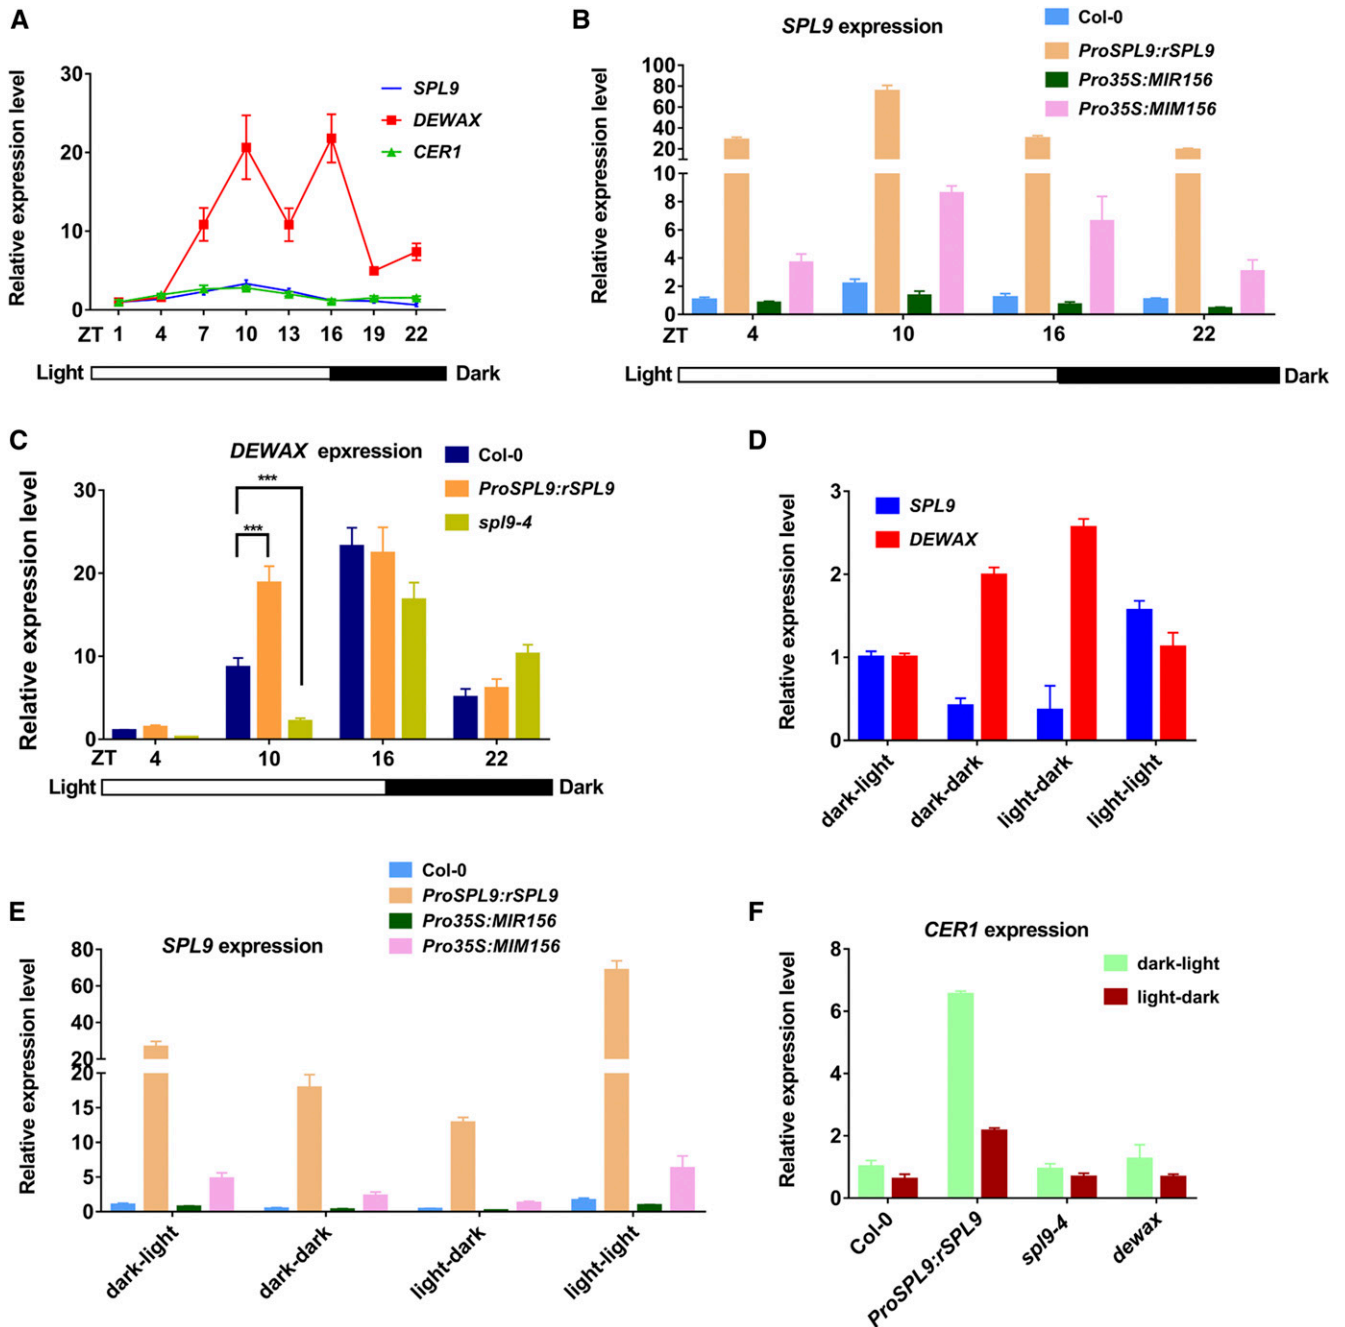 A
Relative expression level
30
20
10
0
SPL9
DEWAX
CER1
ZT 1 4 7 10 13 16 19 22
Light Dark
B
SPL9 expression
Col-0
ProSPL9:rSPL9
Pro35S:MIR156
Pro35S:MIM156
Relative expression level
100
80
60
40
20
10
8
6
4
2
0
ZT 4 10 16 22
Light Dark
C
DEWAX epxression
Col-0
ProSPL9:rSPL9
spl9-4
Relative expression level
30
20
10
0
***
***
ZT 4 10 16 22
Light Dark
D
Relative expression level
3
2
1
0
SPL9
DEWAX
dark-light
dark-dark
light-dark
light-light
E
SPL9 expression
Col-0
ProSPL9:rSPL9
Pro35S:MIR156
Pro35S:MIM156
Relative expression level
80
60
40
20
20
15
10
5
0
dark-light
dark-dark
light-dark
light-light
F
CER1 expression
dark-light
light-dark
Relative expression level
8
6
4
2
0
Col-0
ProSPL9:rSPL9
spl9-4
dewax